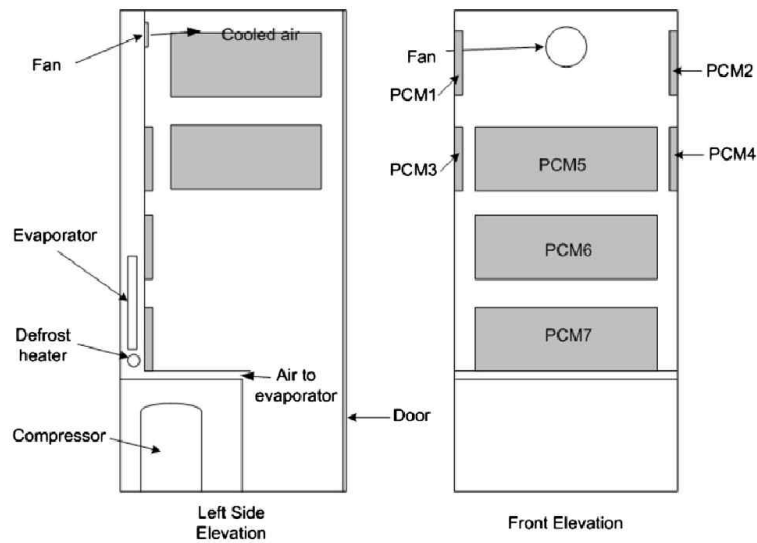 Cooled air
Fan
Evaporator
Defrost
heater
Air to
evaporator
Compressor
Door
Left Side
Elevation
Fan
PCM1
PCM2
PCM3
PCM4
PCM5
PCM6
PCM7
Front Elevation